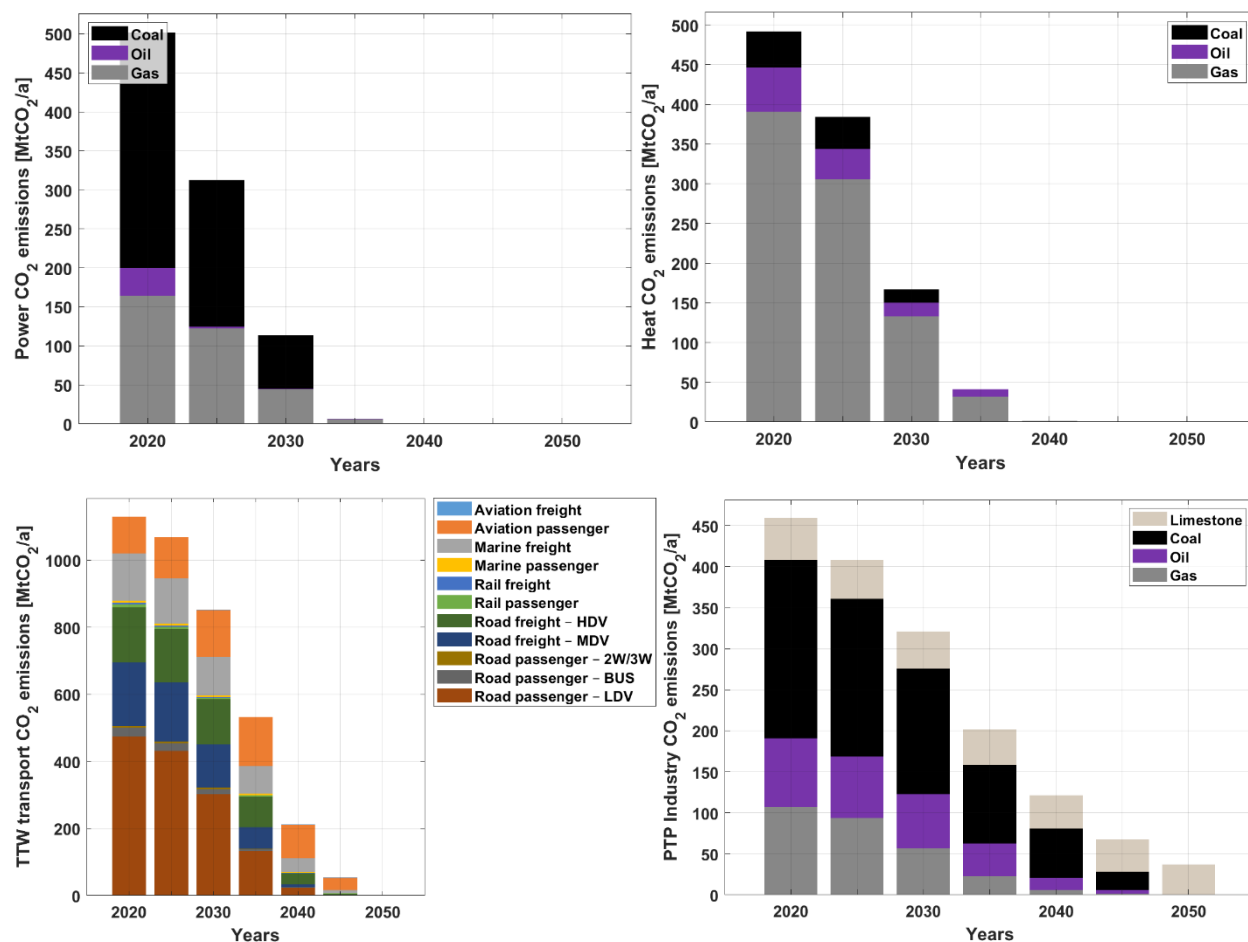 Power CO2 emissions [MtCO2/a]
500
450
400
350
300
250
200
150
100
50
0
Coal
Oil
Gas
2020
2030
2040
2050
Years
Heat CO2 emissions [MtCO2/a]
500
450
400
350
300
250
200
150
100
50
0
Coal
Oil
Gas
2020
2030
2040
2050
Years
TTW transport CO2 emissions [MtCO2/a]
1000
800
600
400
200
0
2020
2030
2040
2050
Years
Aviation freight
Aviation passenger
Marine freight
Marine passenger
Rail freight
Rail passenger
Road freight – HDV
Road freight – MDV
Road passenger – 2W/3W
Road passenger – BUS
Road passenger – LDV
PTP Industry CO2 emissions [MtCO2/a]
450
400
350
300
250
200
150
100
50
0
Limestone
Coal
Oil
Gas
2020
2030
2040
2050
Years